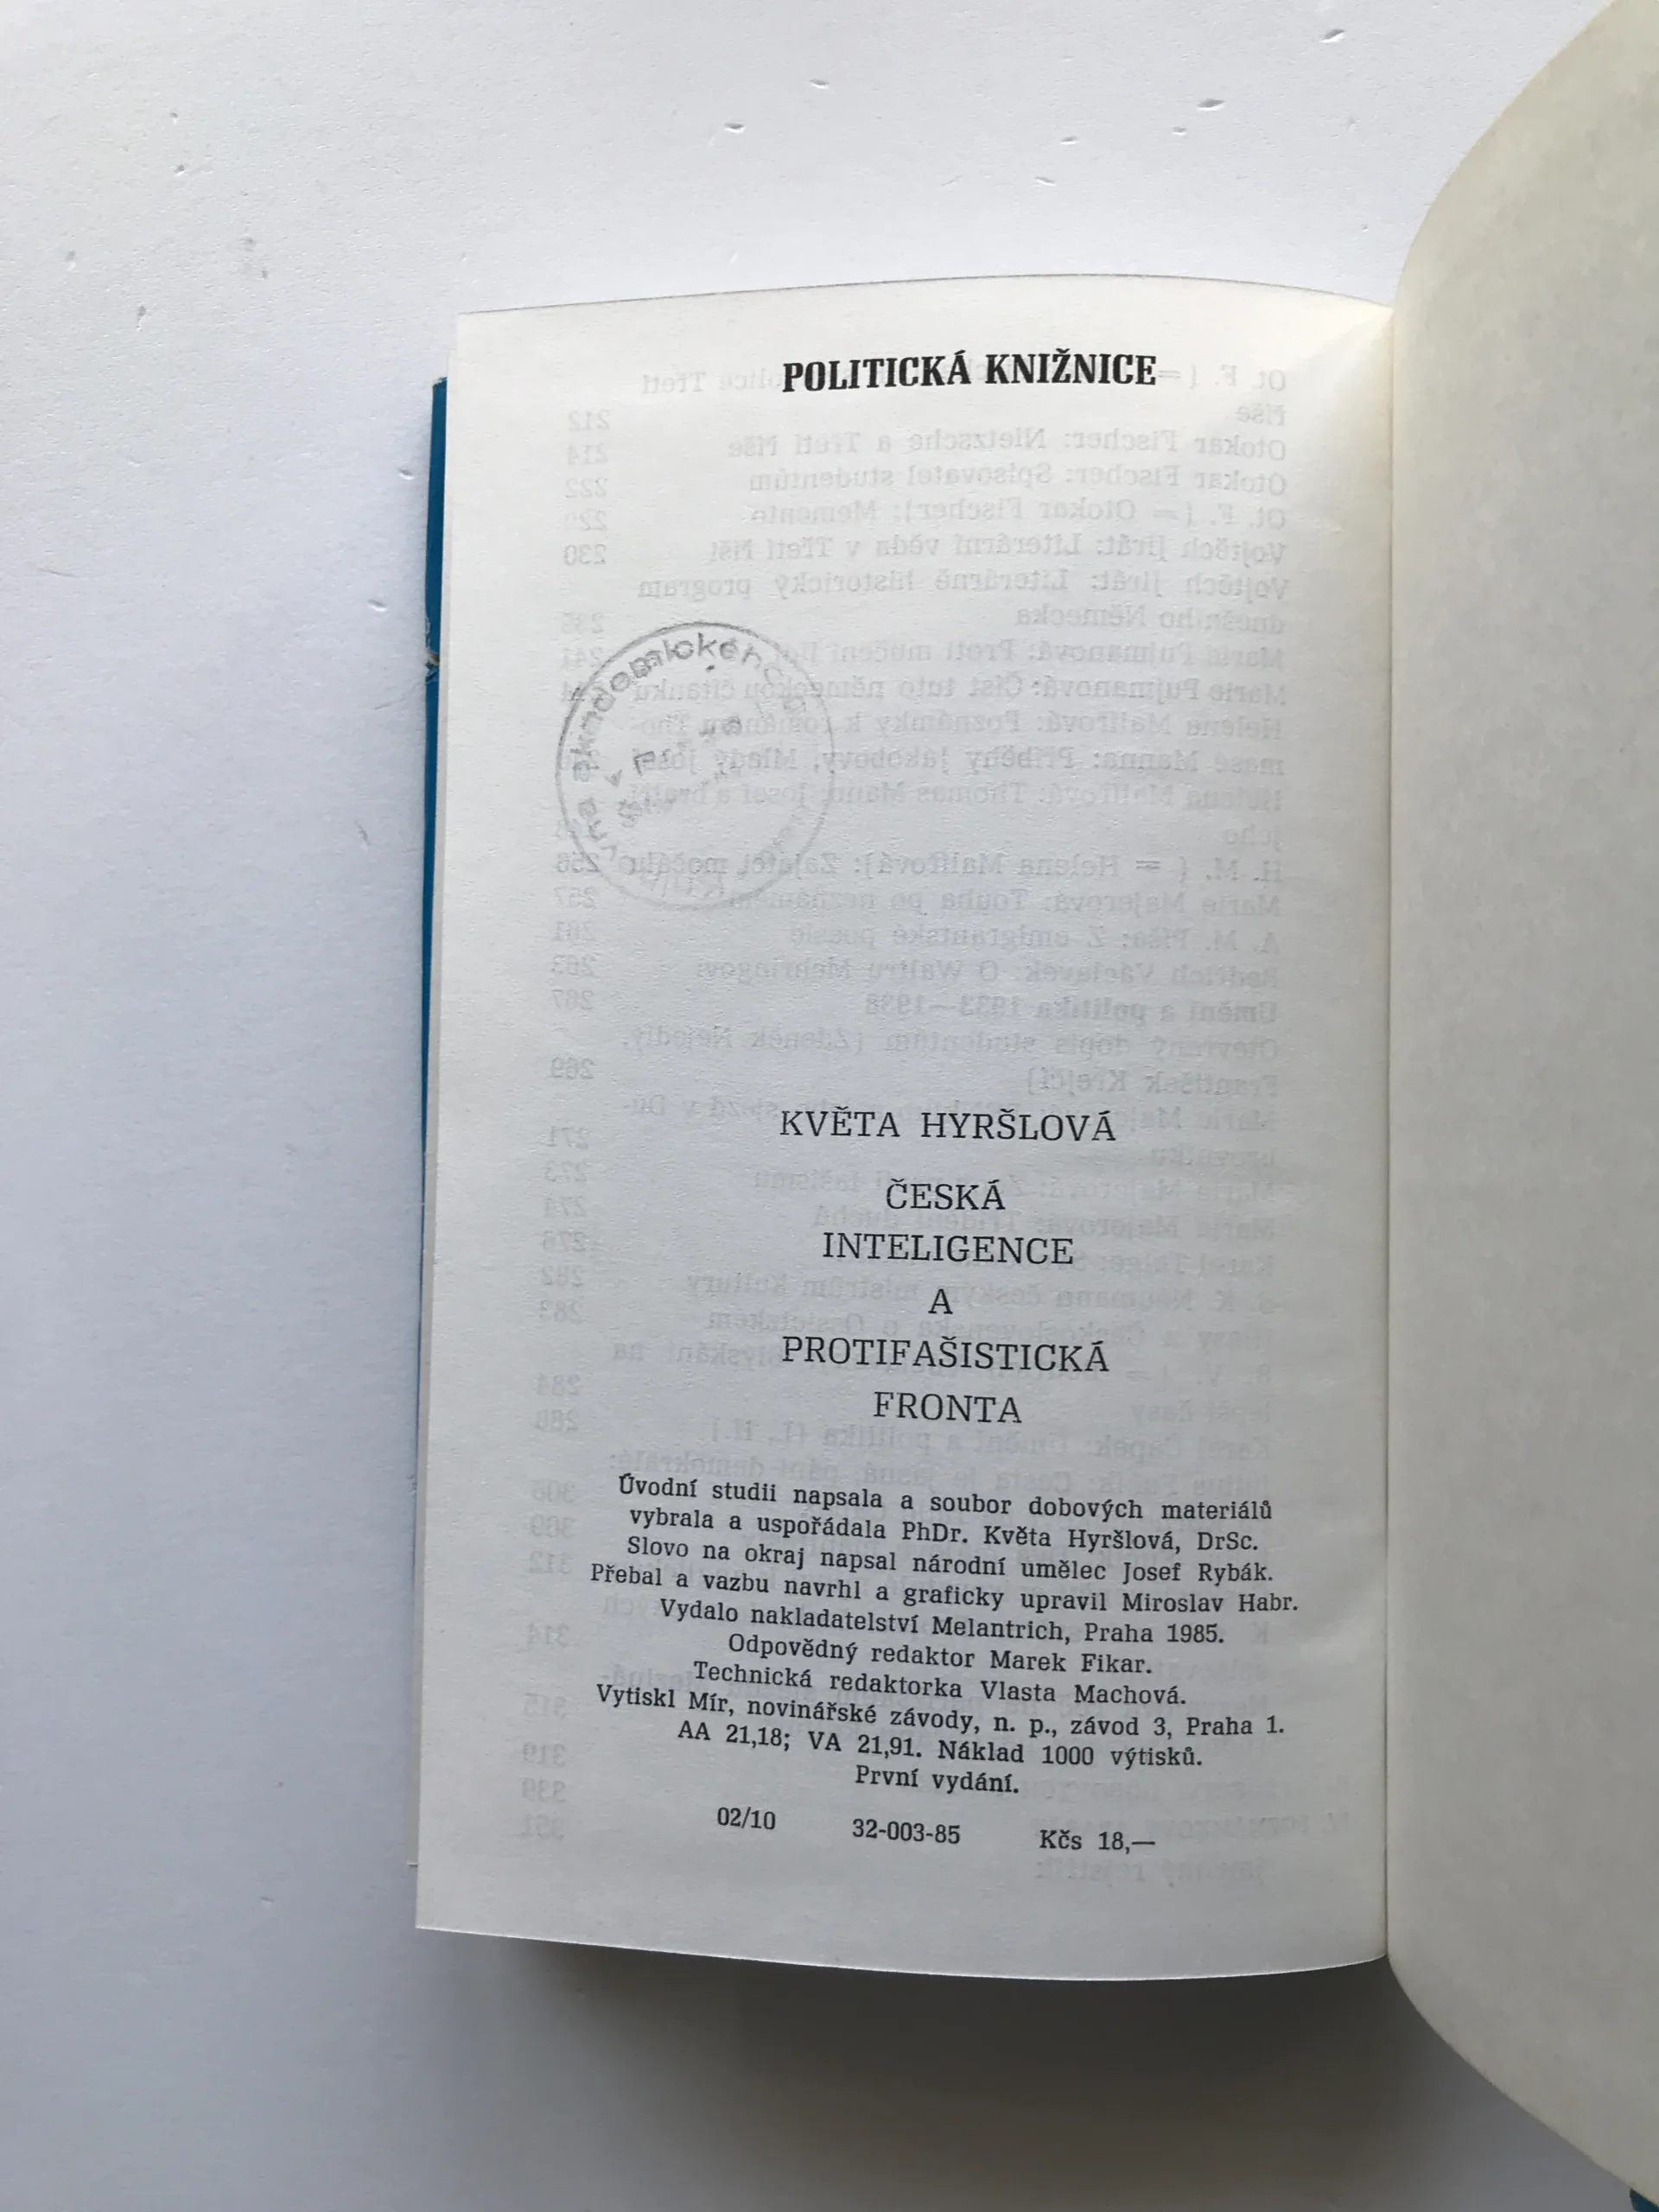 POLITICKÁ KNIŽNICE
KVĚTA HYRŠLOVÁ
ČESKÁ
INTELIGENCE
A
PROTIFAŠISTICKÁ
FRONTA
Úvodní studii napsala a soubor dobových materiálů
vybrala a uspořádala PhDr. Květa Hyršlová, DrSc.
Slovo na okraj napsal národní umělec Josef Rybák.
Přebal a vazbu navrhl a graficky upravil Miroslav Habr.
Vydalo nakladatelství Melantrich, Praha 1985.
Odpovědný redaktor Marek Fikar.
Technická redaktorka Vlasta Machová.
Vytiskl Mír, novinářské závody, n. p., závod 3, Praha 1.
AA 21,18; VA 21,91. Náklad 1000 výtisků.
První vydání.
02/10 32-003-85 Kčs 18,—